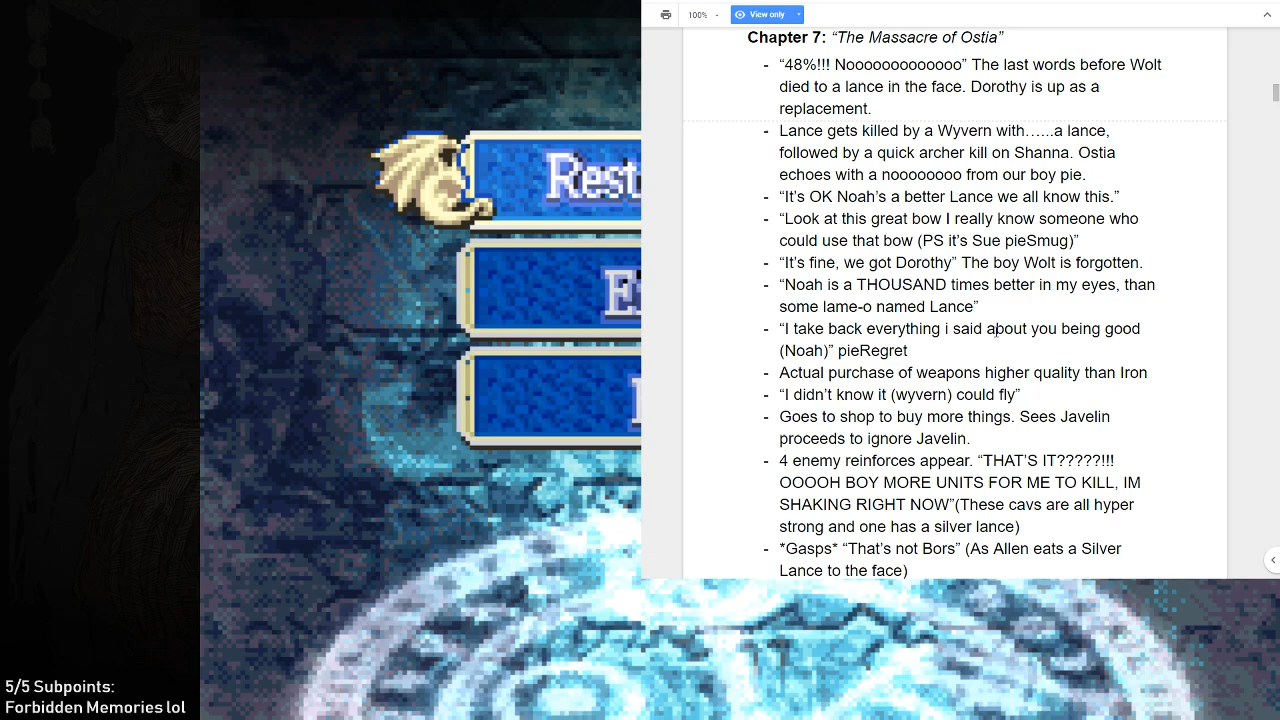 100%
View only
Chapter 7: “The Massacre of Ostia”
- “48%!!! Nooooooooooooo” The last words before Wolt
died to a lance in the face. Dorothy is up as a
replacement.
- Lance gets killed by a Wyvern with……a lance,
followed by a quick archer kill on Shanna. Ostia
echoes with a noooooooo from our boy pie.
- “It’s OK Noah’s a better Lance we all know this.”
- “Look at this great bow I really know someone who
could use that bow (PS it’s Sue pieSmug)”
- “It’s fine, we got Dorothy” The boy Wolt is forgotten.
- “Noah is a THOUSAND times better in my eyes, than
some lame-o named Lance”
- “I take back everything i said about you being good
(Noah)” pieRegret
- Actual purchase of weapons higher quality than Iron
- “I didn’t know it (wyvern) could fly”
- Goes to shop to buy more things. Sees Javelin
proceeds to ignore Javelin.
- 4 enemy reinforces appear. “THAT’S IT?????!!!
OOOOH BOY MORE UNITS FOR ME TO KILL, IM
SHAKING RIGHT NOW”(These cavs are all hyper
strong and one has a silver lance)
- *Gasps* “That’s not Bors” (As Allen eats a Silver
Lance to the face)
Rest
5/5 Subpoints:
Forbidden Memories lol